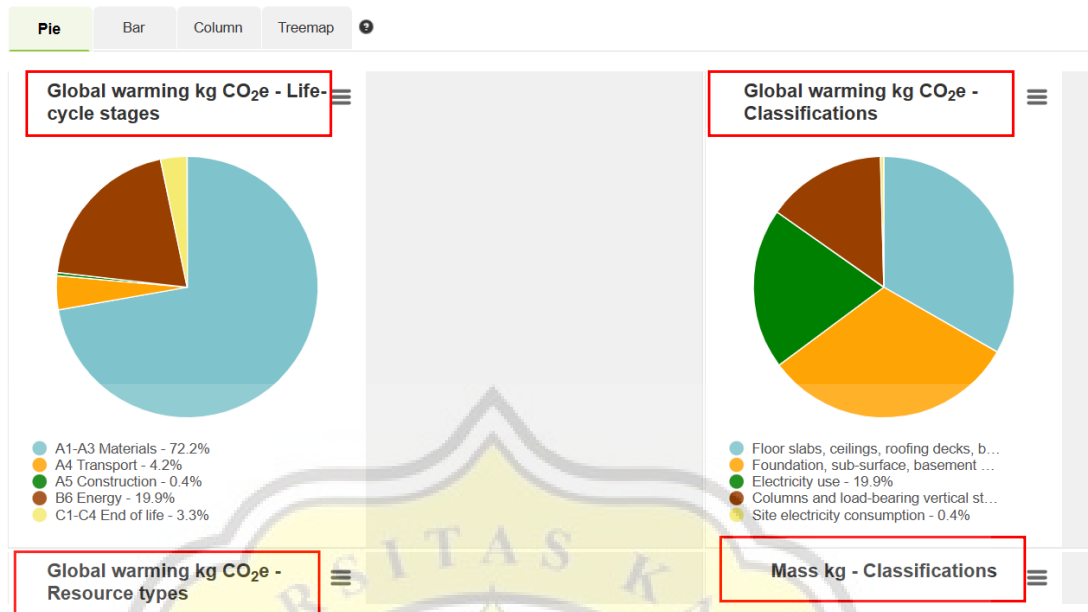 Pie
Bar
Column
Treemap
?
Global warming kg CO₂e - Life-
cycle stages
A1-A3 Materials - 72.2%
A4 Transport - 4.2%
A5 Construction - 0.4%
B6 Energy - 19.9%
C1-C4 End of life - 3.3%
Global warming kg CO₂e -
Classifications
Floor slabs, ceilings, roofing decks, b...
Foundation, sub-surface, basement ...
Electricity use - 19.9%
Columns and load-bearing vertical st...
Site electricity consumption - 0.4%
Global warming kg CO₂e -
Resource types
Mass kg - Classifications
RSITAS K